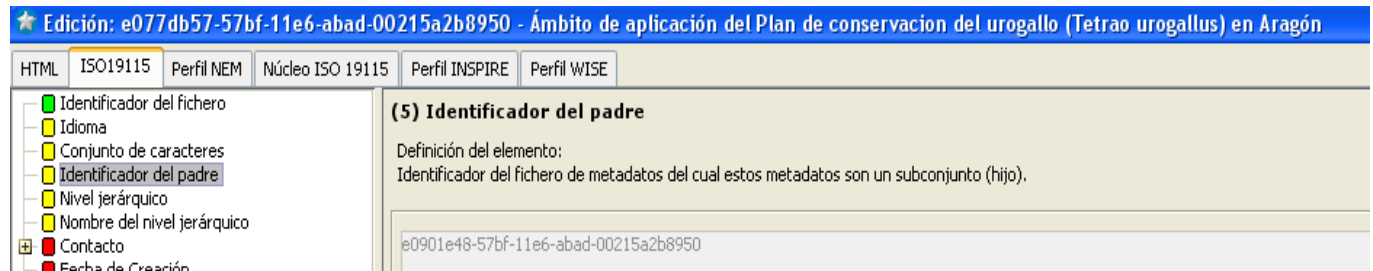 Edición: e077db57-57bf-11e6-abad-00215a2b8950 - Ámbito de aplicación del Plan de conservacion del urogallo (Tetrao urogallus) en Aragón
HTML ISO19115 Perfil NEM Núcleo ISO 19115 Perfil INSPIRE Perfil WISE
Identificador del fichero
Idioma
Conjunto de caracteres
Identificador del padre
Nivel jerárquico
Nombre del nivel jerárquico
Contacto
Fecha de Creación
(5) Identificador del padre
Definición del elemento:
Identificador del fichero de metadatos del cual estos metadatos son un subconjunto (hijo).
e0901e48-57bf-11e6-abad-00215a2b8950